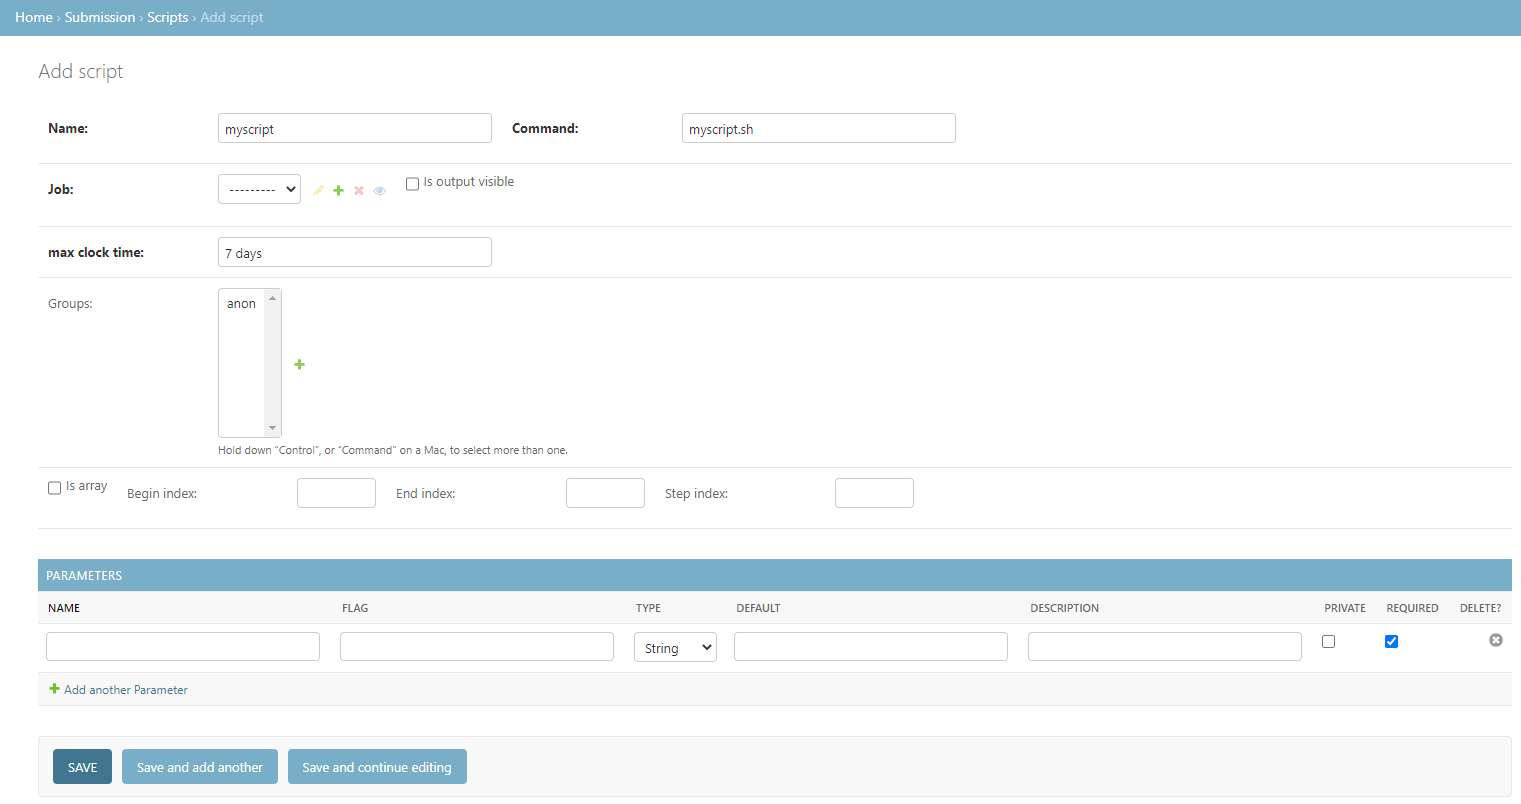 Home › Submission › Scripts › Add script
Add script
Name: myscript Command: myscript.sh
Job: --------- Is output visible
max clock time: 7 days
Groups: anon
Hold down “Control”, or “Command” on a Mac, to select more than one.
Is array Begin index: End index: Step index:
PARAMETERS
NAME FLAG TYPE DEFAULT DESCRIPTION PRIVATE REQUIRED DELETE?
String
Add another Parameter
SAVE Save and add another Save and continue editing